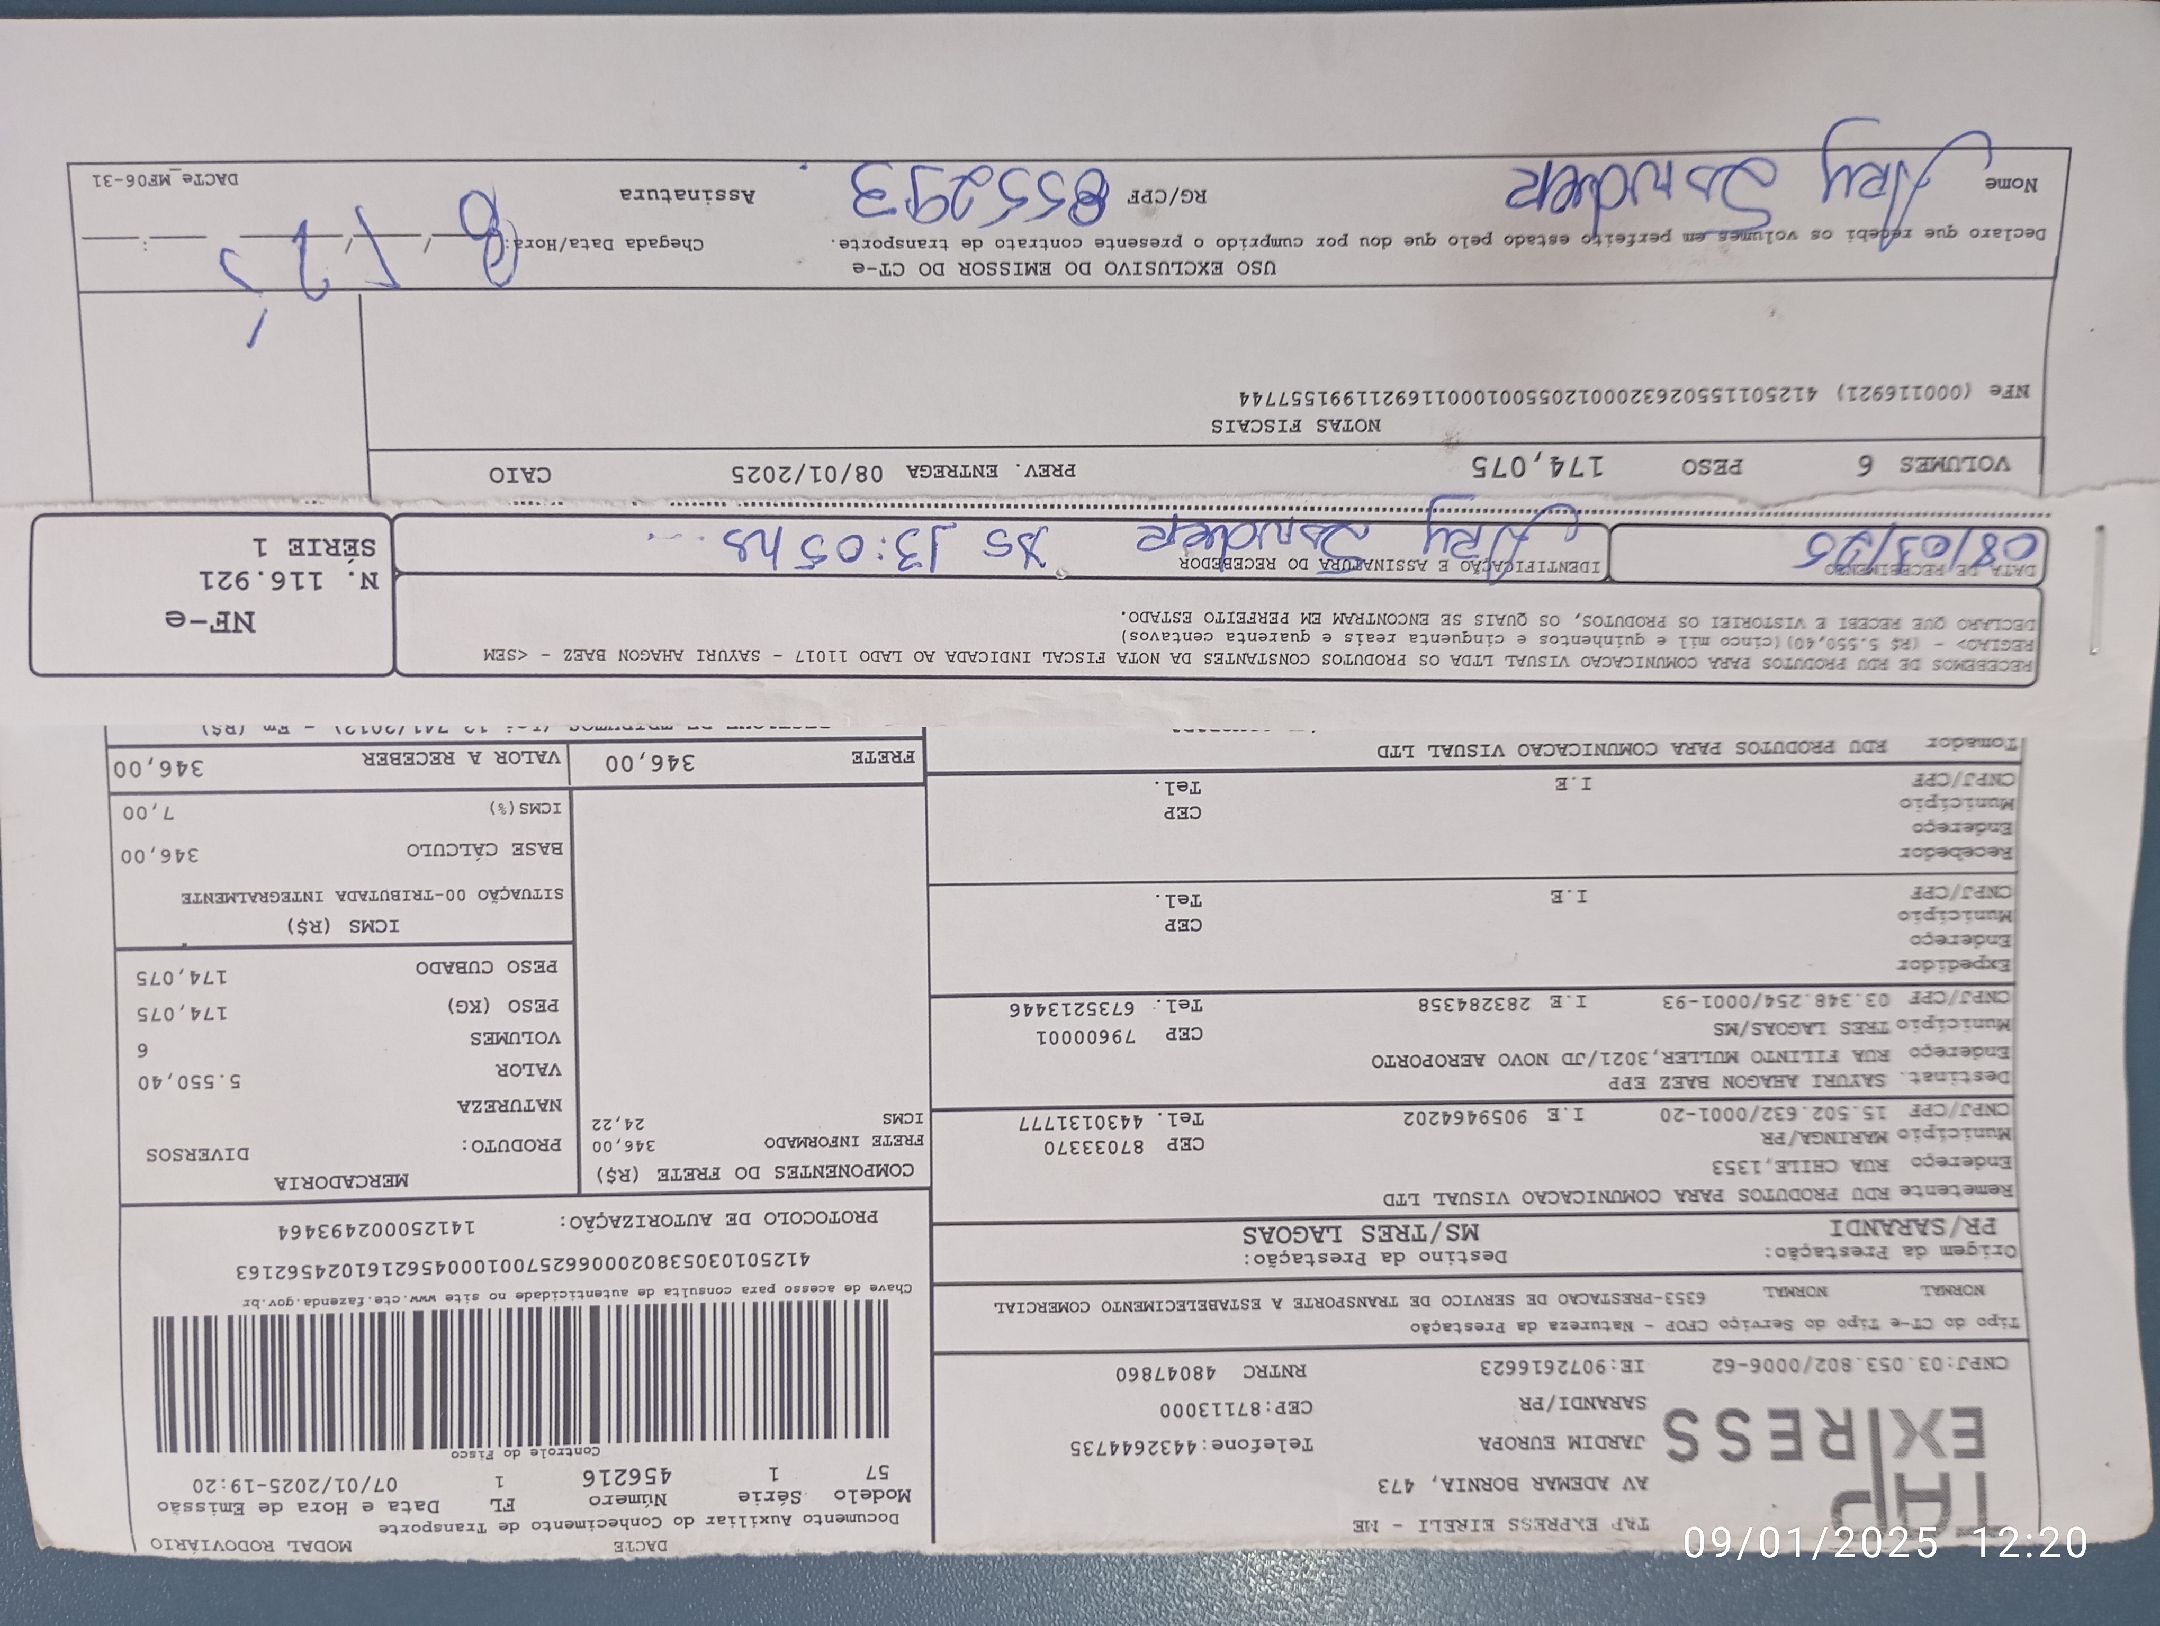 TAP
EXPRESS
TAP EXPRESS EIRELI - ME
AV ADEMAR BORNIA, 473
JARDIM EUROPA Telefone:4432644735
SARANDI/PR CEP:87113000
CNPJ:03.053.802/0006-62 IE:9072616623 RNTRC 48047860
DACTE MODAL RODOVIÁRIO
Documento Auxiliar do Conhecimento de Transporte
Modelo Série Número FL Data e Hora de Emissão
57 1 456216 1 07/01/2025-19:20
Controle do Fisco
Chave de acesso para consulta de autenticidade no site www.cte.fazenda.gov.br
41250103053802000662570010004562161024562163
PROTOCOLO DE AUTORIZAÇÃO: 141250002493464
Tipo do CT-e Tipo do Serviço CFOP - Natureza da Prestação
NORMAL NORMAL 6353-PRESTACAO DE SERVICO DE TRANSPORTE A ESTABELECIMENTO COMERCIAL
Origem da Prestação: Destino da Prestação:
PR/SARANDI MS/TRES LAGOAS
Remetente RDU PRODUTOS PARA COMUNICACAO VISUAL LTD
Endereço RUA CHILE,1353
Município MARINGA/PR CEP 87033370
CNPJ/CPF 15.502.632/0001-20 I.E 9059464202 Tel. 4430131777
Destinat. SAYURI AHAGON BAEZ EPP
Endereço RUA FILINTO MULLER,3021/JD NOVO AEROPORTO
Município TRES LAGOAS/MS CEP 79600001
CNPJ/CPF 03.348.254/0001-93 I.E 283284358 Tel. 6735213446
Expedidor
Endereço
Município CEP
CNPJ/CPF I.E Tel.
Recebedor
Endereço
Município CEP
CNPJ/CPF I.E Tel.
Tomador RDU PRODUTOS PARA COMUNICACAO VISUAL LTD
COMPONENTES DO FRETE (R$)
FRETE INFORMADO 346,00
ICMS 24,22
FRETE 346,00
MERCADORIA
PRODUTO: DIVERSOS
NATUREZA
VALOR 5.550,40
VOLUMES 6
PESO (KG) 174,075
PESO CUBADO 174,075
ICMS (R$)
SITUAÇÃO 00-TRIBUTADA INTEGRALMENTE
BASE CÁLCULO 346,00
ICMS(%) 7,00
VALOR A RECEBER 346,00
RECEBEMOS DE RDU PRODUTOS PARA COMUNICACAO VISUAL LTDA OS PRODUTOS CONSTANTES DA NOTA FISCAL INDICADA AO LADO 11017 - SAYURI AHAGON BAEZ - <SEM
REGIAO> - (R$ 5.550,40)(cinco mil e quinhentos e cinquenta reais e quarenta centavos)
DECLARO QUE RECEBI E VISTORIEI OS PRODUTOS, OS QUAIS SE ENCONTRAM EM PERFEITO ESTADO.
NF-e
N. 116.921
SÉRIE 1
DATA DE RECEBIMENTO IDENTIFICAÇÃO E ASSINATURA DO RECEBEDOR
08/01/25 Ary Sander às 13:05 hs
VOLUMES 6 PESO 174,075 PREV. ENTREGA 08/01/2025 CAIO
NOTAS FISCAIS
NFe (000116921) 41250115502632000120550010001169211991557744
USO EXCLUSIVO DO EMISSOR DO CT-e
Declaro que recebi os volumes em perfeito estado pelo que dou por cumprido o presente contrato de transporte. Chegada Data/Hora:
Nome Ary Sander RG/CPF 855293 Assinatura
DACTe_MF06-31
09/01/2025 12:20